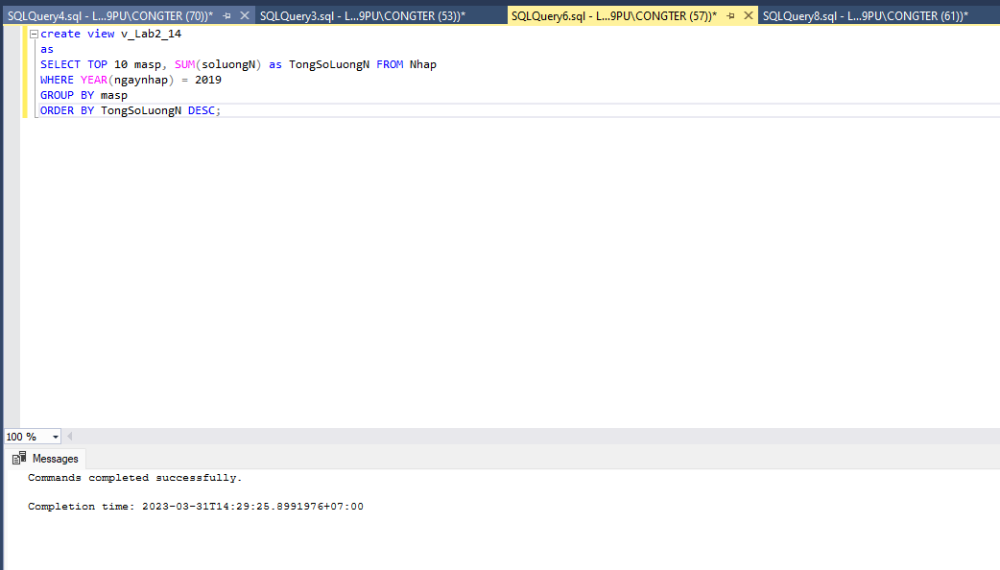 SQLQuery4.sql - L...9PU\CONGTER (70))* SQLQuery3.sql - L...9PU\CONGTER (53))* SQLQuery6.sql - L...9PU\CONGTER (57))* SQLQuery8.sql - L...9PU\CONGTER (61))*
create view v_Lab2_14
as
SELECT TOP 10 masp, SUM(soluongN) as TongSoLuongN FROM Nhap
WHERE YEAR(ngaynhap) = 2019
GROUP BY masp
ORDER BY TongSoLuongN DESC;
100 %
Messages
Commands completed successfully.
Completion time: 2023-03-31T14:29:25.8991976+07:00